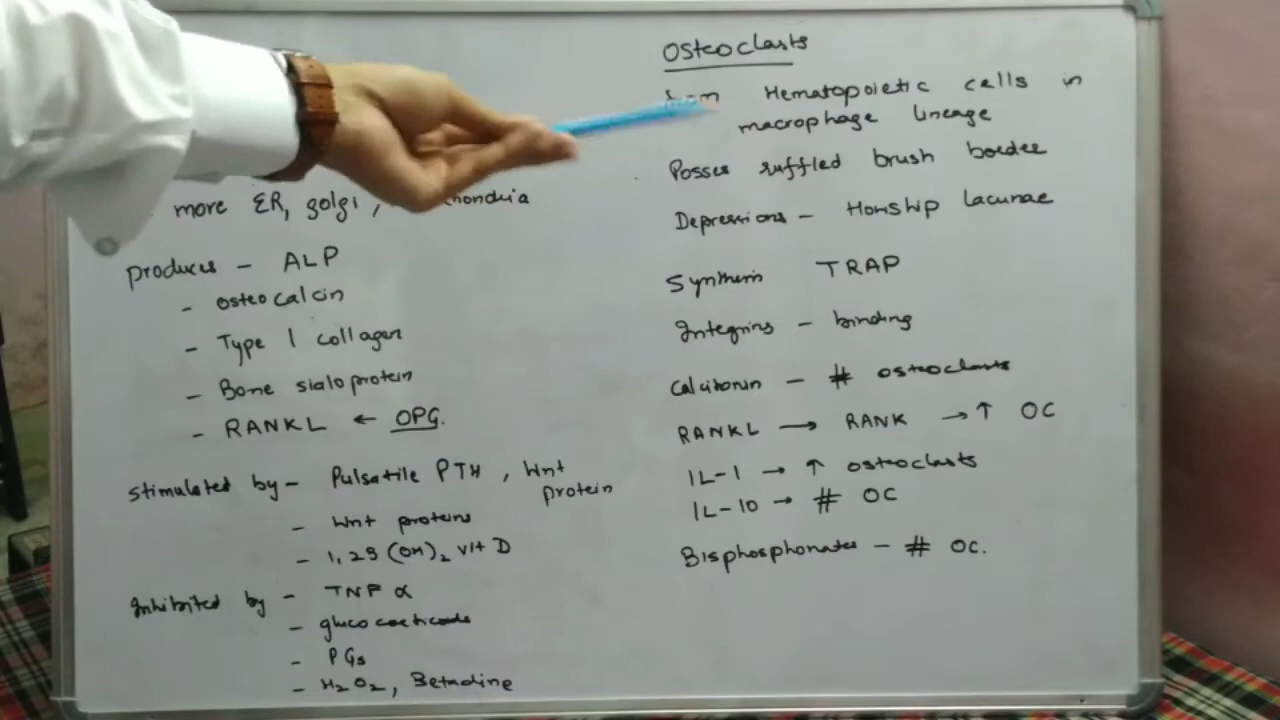 more ER, golgi,
produces - ALP
- osteocalcin
- Type 1 collagen
- Bone sialoprotein
- RANKL ← OPG.
stimulated by - Pulsatile PTH, Wnt
protein
- Wnt proteins
- 1,25 (OH)₂ vit D
Inhibited by - TNF α
- glucocorticoids
- PGs
- H₂O₂, Betadine
Osteoclasts
Hematopoietic cells in
macrophage lineage
Posses ruffled brush border
Depressions - Howship lacunae
Synthesis TRAP
Integrins - binding
Calcitonin - # osteoclasts
RANKL → RANK → ↑ OC
IL-1 → ↑ osteoclasts
IL-10 → # OC
Bisphosphonates - # OC.